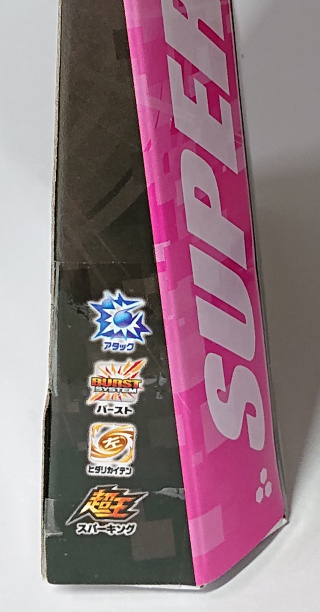 SUPER
アタック
BURST
SYSTEM
バースト
ヒダリカイテン
超王
スパーキング